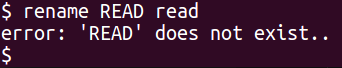 $ rename READ read
error: 'READ' does not exist..
$